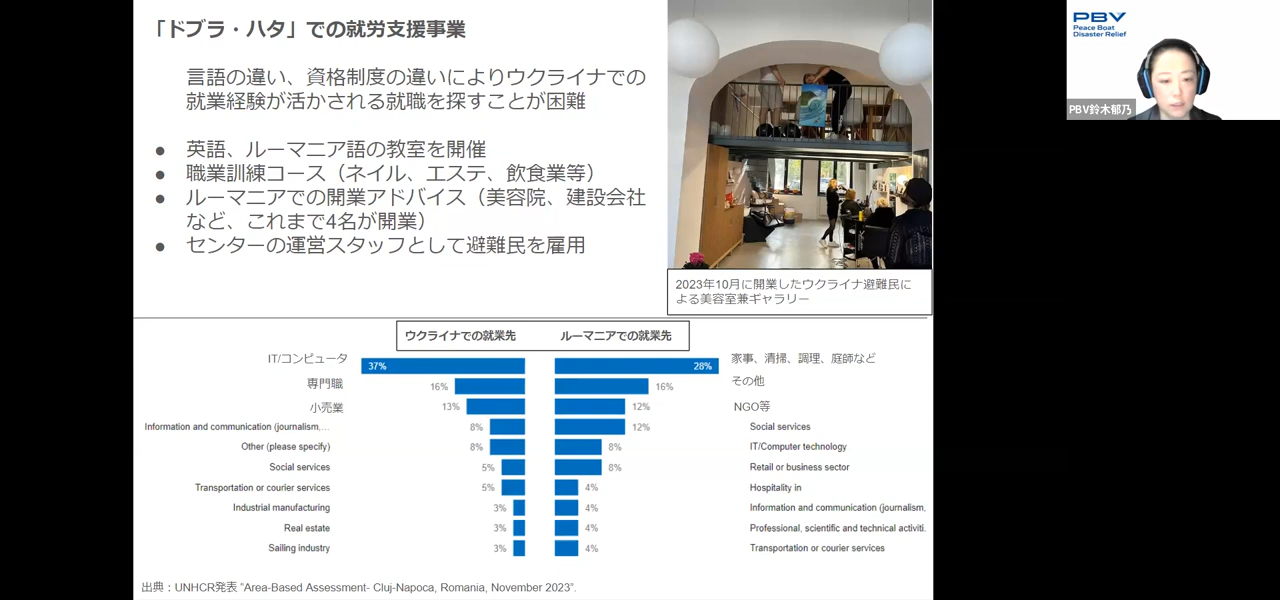 「ドブラ・ハタ」での就労支援事業
言語の違い、資格制度の違いによりウクライナでの
就業経験が活かされる就職を探すことが困難
● 英語、ルーマニア語の教室を開催
● 職業訓練コース（ネイル、エステ、飲食業等）
● ルーマニアでの開業アドバイス（美容院、建設会社
など、これまで4名が開業）
● センターの運営スタッフとして避難民を雇用
2023年10月に開業したウクライナ避難民に
よる美容室兼ギャラリー
PBV
Peace Boat
Disaster Relief
PBV鈴木郁乃
ウクライナでの就業先 ルーマニアでの就業先
IT/コンピュータ 37% 28% 家事、清掃、調理、庭師など
専門職 16% 16% その他
小売業 13% 12% NGO等
Information and communication (journalism,... 8% 12% Social services
Other (please specify) 8% 8% IT/Computer technology
Social services 5% 8% Retail or business sector
Transportation or courier services 5% 4% Hospitality in
Industrial manufacturing 3% 4% Information and communication (journalism,
Real estate 3% 4% Professional, scientific and technical activiti.
Sailing industry 3% 4% Transportation or courier services
出典：UNHCR発表 “Area-Based Assessment- Cluj-Napoca, Romania, November 2023”.